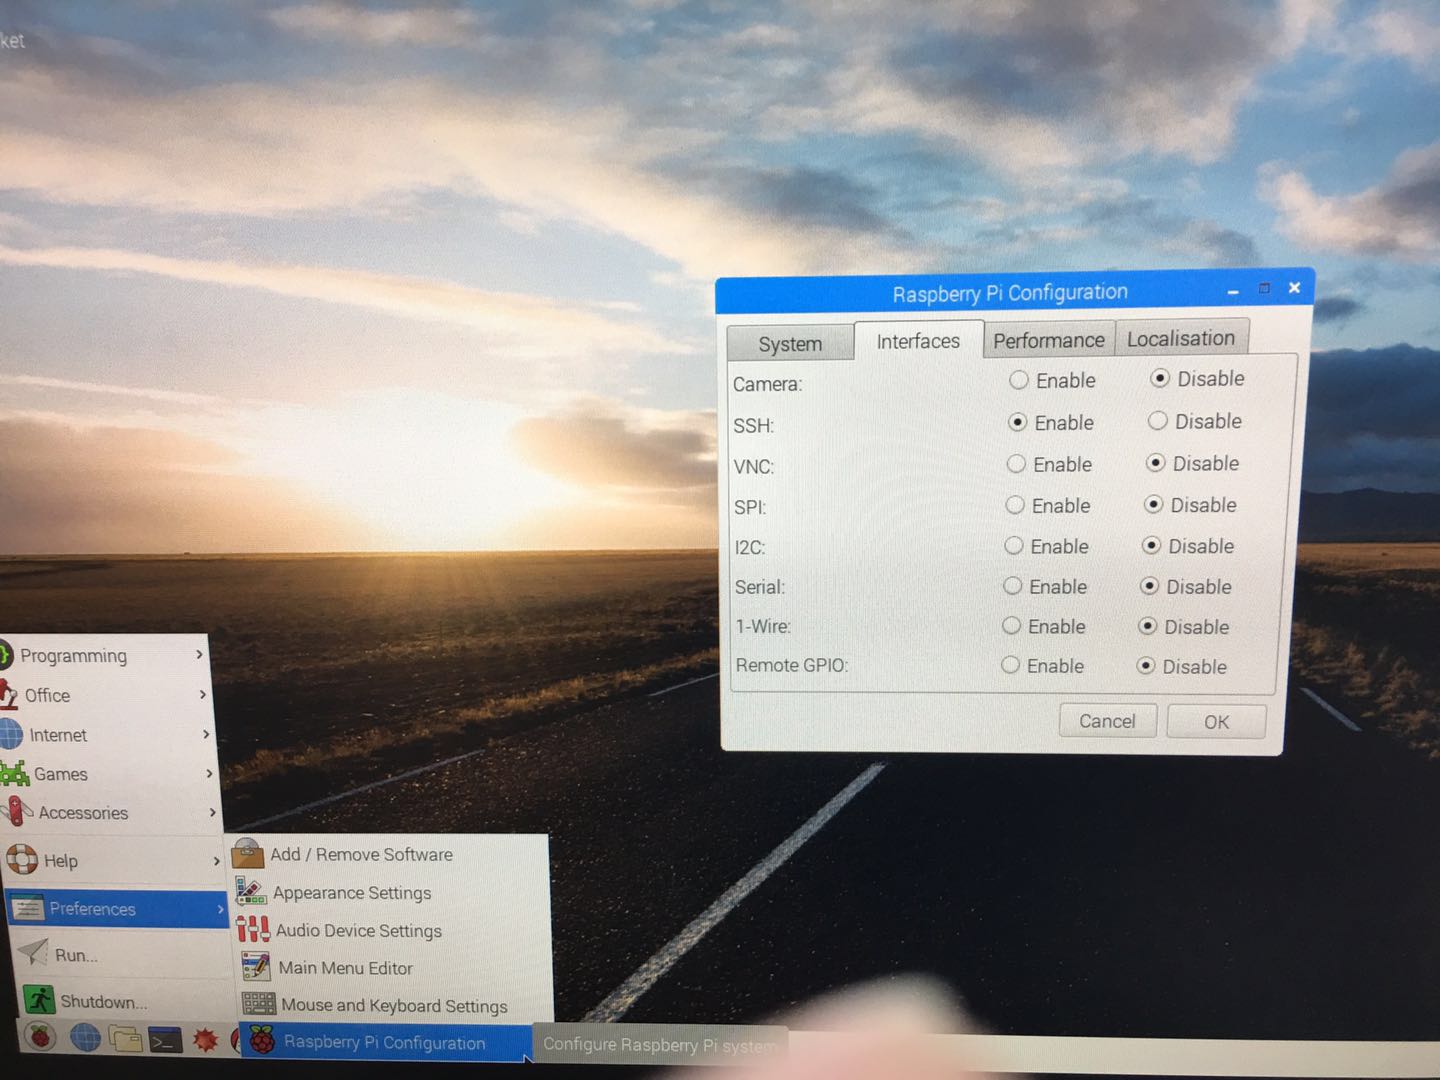 ket
Raspberry Pi Configuration
System Interfaces Performance Localisation
Camera: Enable Disable
SSH: Enable Disable
VNC: Enable Disable
SPI: Enable Disable
I2C: Enable Disable
Serial: Enable Disable
1-Wire: Enable Disable
Remote GPIO: Enable Disable
Cancel OK
Programming
Office
Internet
Games
Accessories
Help
Preferences
Run...
Shutdown...
Add / Remove Software
Appearance Settings
Audio Device Settings
Main Menu Editor
Mouse and Keyboard Settings
Raspberry Pi Configuration
Configure Raspberry Pi system